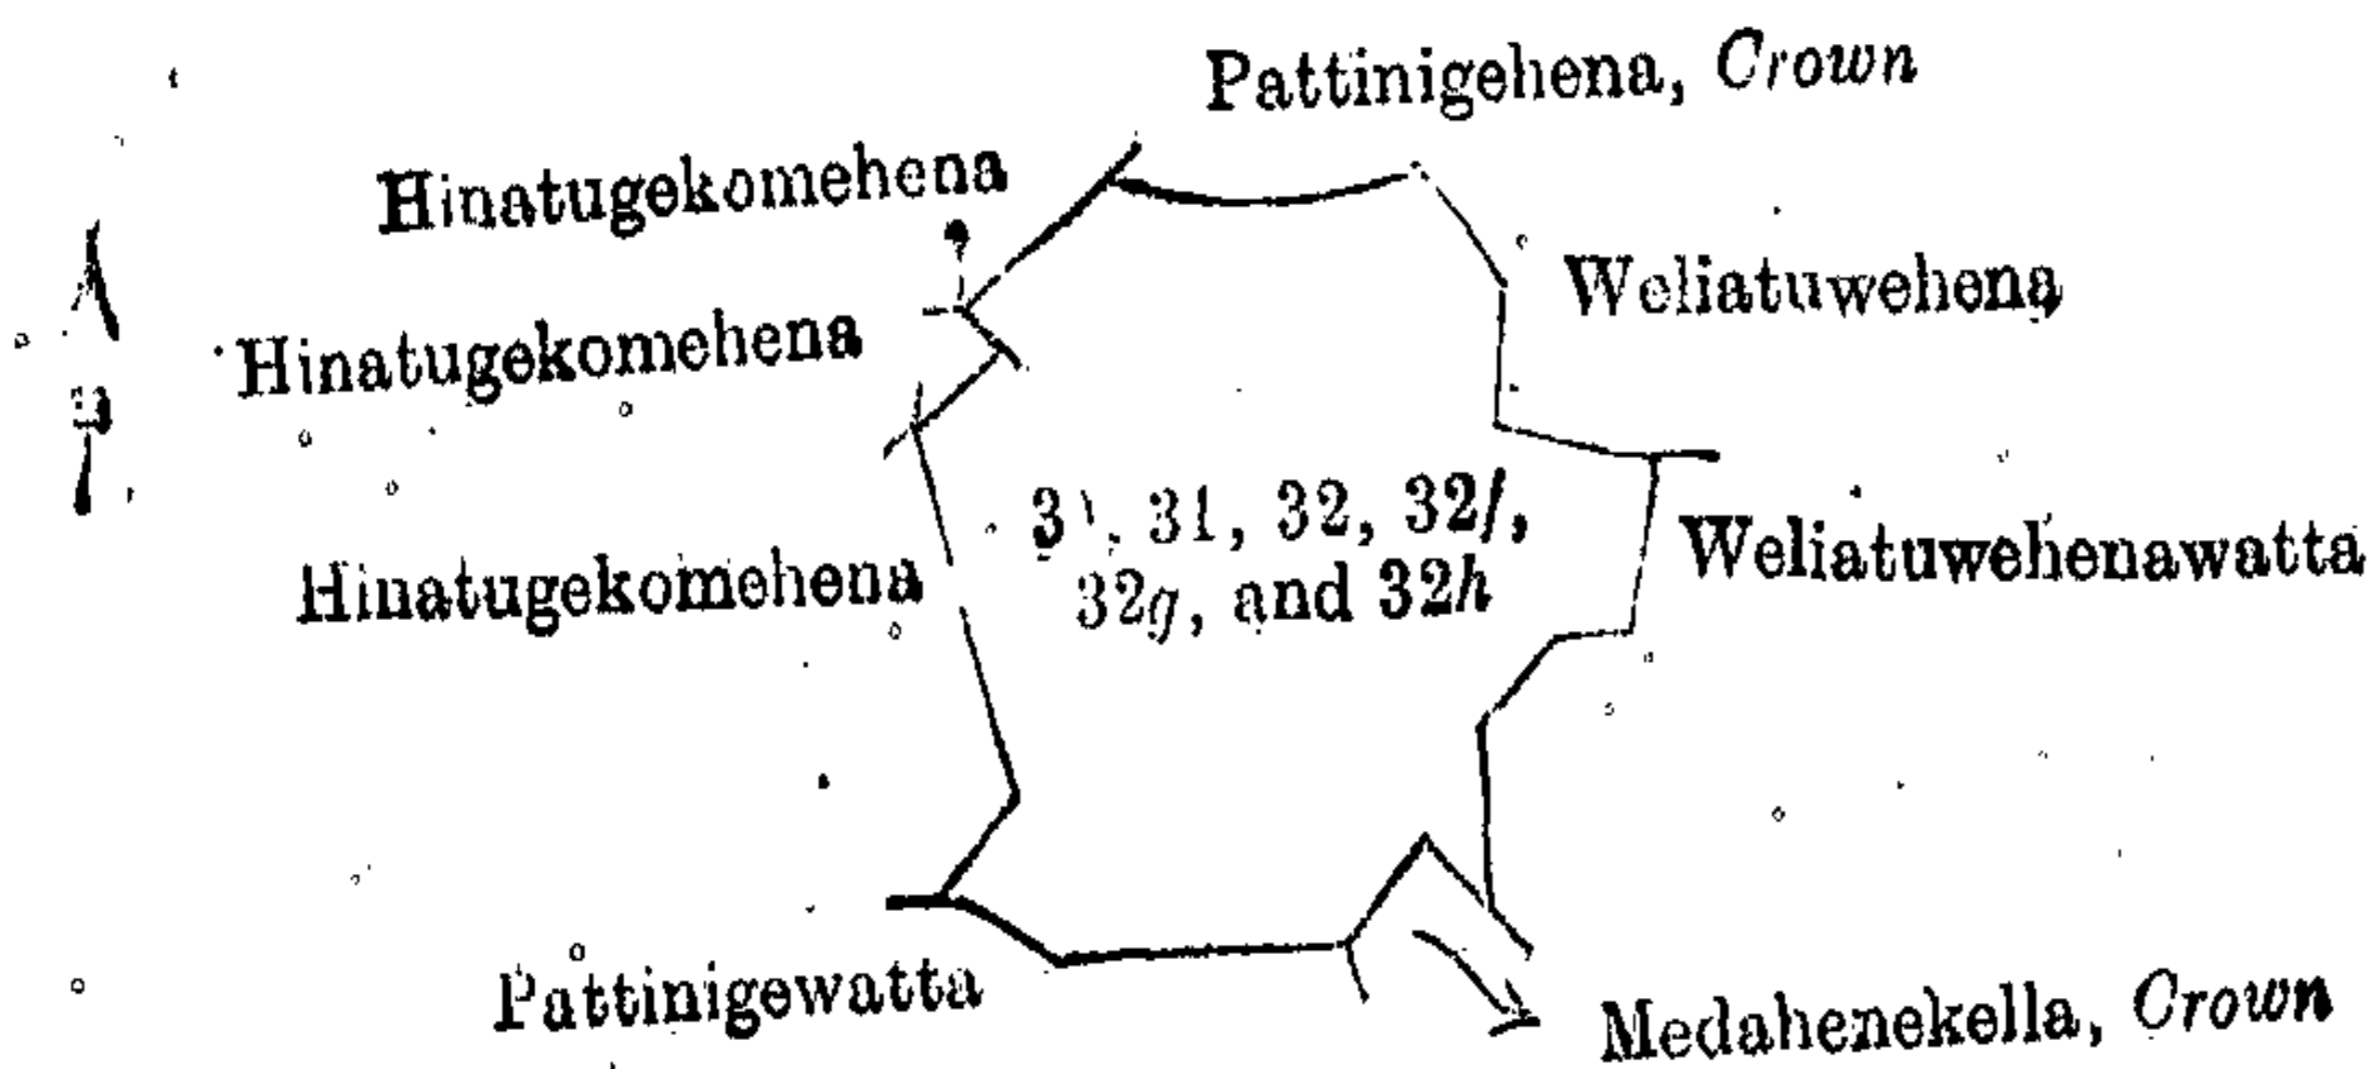 Pattinigehena, Crown
Hinatugekomehena
Weliatuwehena
Hinatugekomehena
31, 32, 32f,
Weliatuwehenawatta
Hinatugekomehena
32g, and 32h
Pattinigewatta
Medahenekella, Crown